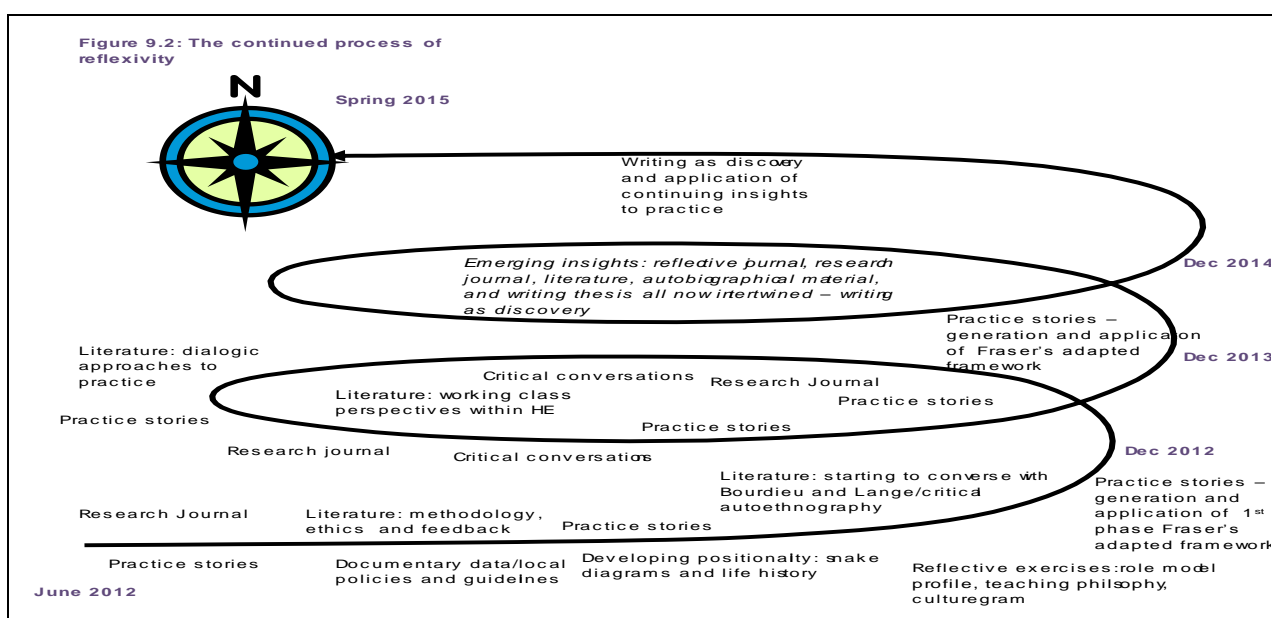 Figure 9.2: The continued process of
reflexivity
N
Spring 2015
Writing as discovery
and application of
continuing insights
to practice
Dec 2014
Emerging insights: reflective journal, research
journal, literature, autobiographical material,
and writing thesis all now intertwined – writing
as discovery
Practice stories –
generation and applicaion
of Fraser's adapted
framework
Dec 2013
Literature: dialogic
approaches to
practice
Critical conversations
Research Journal
Literature: working class
perspectives within HE
Practice stories
Practice stories
Practice stories
Research journal
Critical conversations
Dec 2012
Literature: starting to converse with
Bourdieu and Lange/critical
autoethnography
Practice stories –
generation and
application of 1st
phase Fraser's
adapted framework
Research Journal
Literature: methodology,
ethics and feedback
Practice stories
Practice stories
Documentary data/local
policies and guidelnes
Developing positionality: snake
diagrams and life history
Reflective exercises:role model
profile, teaching philsophy,
culturegram
June 2012